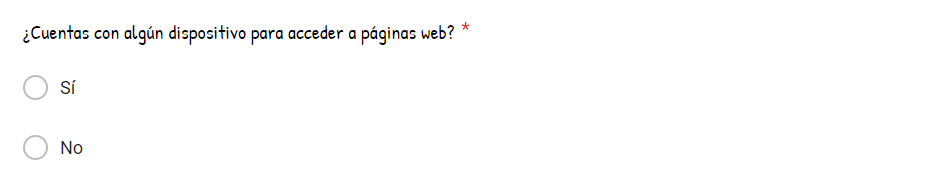 ¿Cuentas con algún dispositivo para acceder a páginas web? *
Sí
No